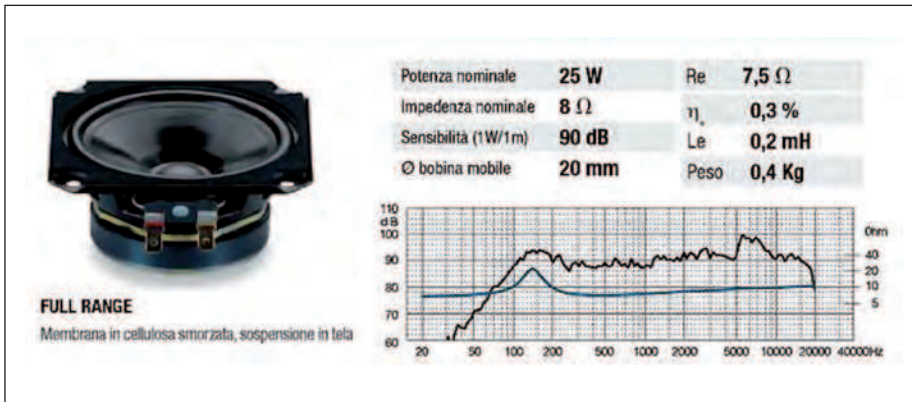 Potenza nominale 25 W Re 7,5 Ω
Impedenza nominale 8 Ω η₀ 0,3 %
Sensibilità (1W/1m) 90 dB Le 0,2 mH
Ø bobina mobile 20 mm Peso 0,4 Kg
110
dB
100 Ohm
90 40
20
80 10
5
70
60
20 50 100 200 500 1000 2000 5000 10000 20000 40000Hz
FULL RANGE
Membrana in cellulosa smorzata, sospensione in tela